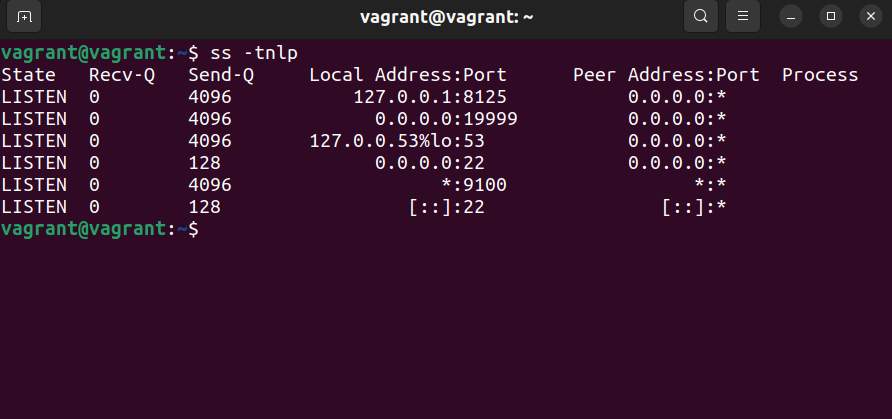 vagrant@vagrant: ~
vagrant@vagrant:~$ ss -tnlp
State   Recv-Q   Send-Q     Local Address:Port      Peer Address:Port  Process
LISTEN  0        4096           127.0.0.1:8125           0.0.0.0:*
LISTEN  0        4096             0.0.0.0:19999          0.0.0.0:*
LISTEN  0        4096       127.0.0.53%lo:53             0.0.0.0:*
LISTEN  0        128              0.0.0.0:22             0.0.0.0:*
LISTEN  0        4096                   *:9100                 *:*
LISTEN  0        128                 [::]:22                [::]:*
vagrant@vagrant:~$